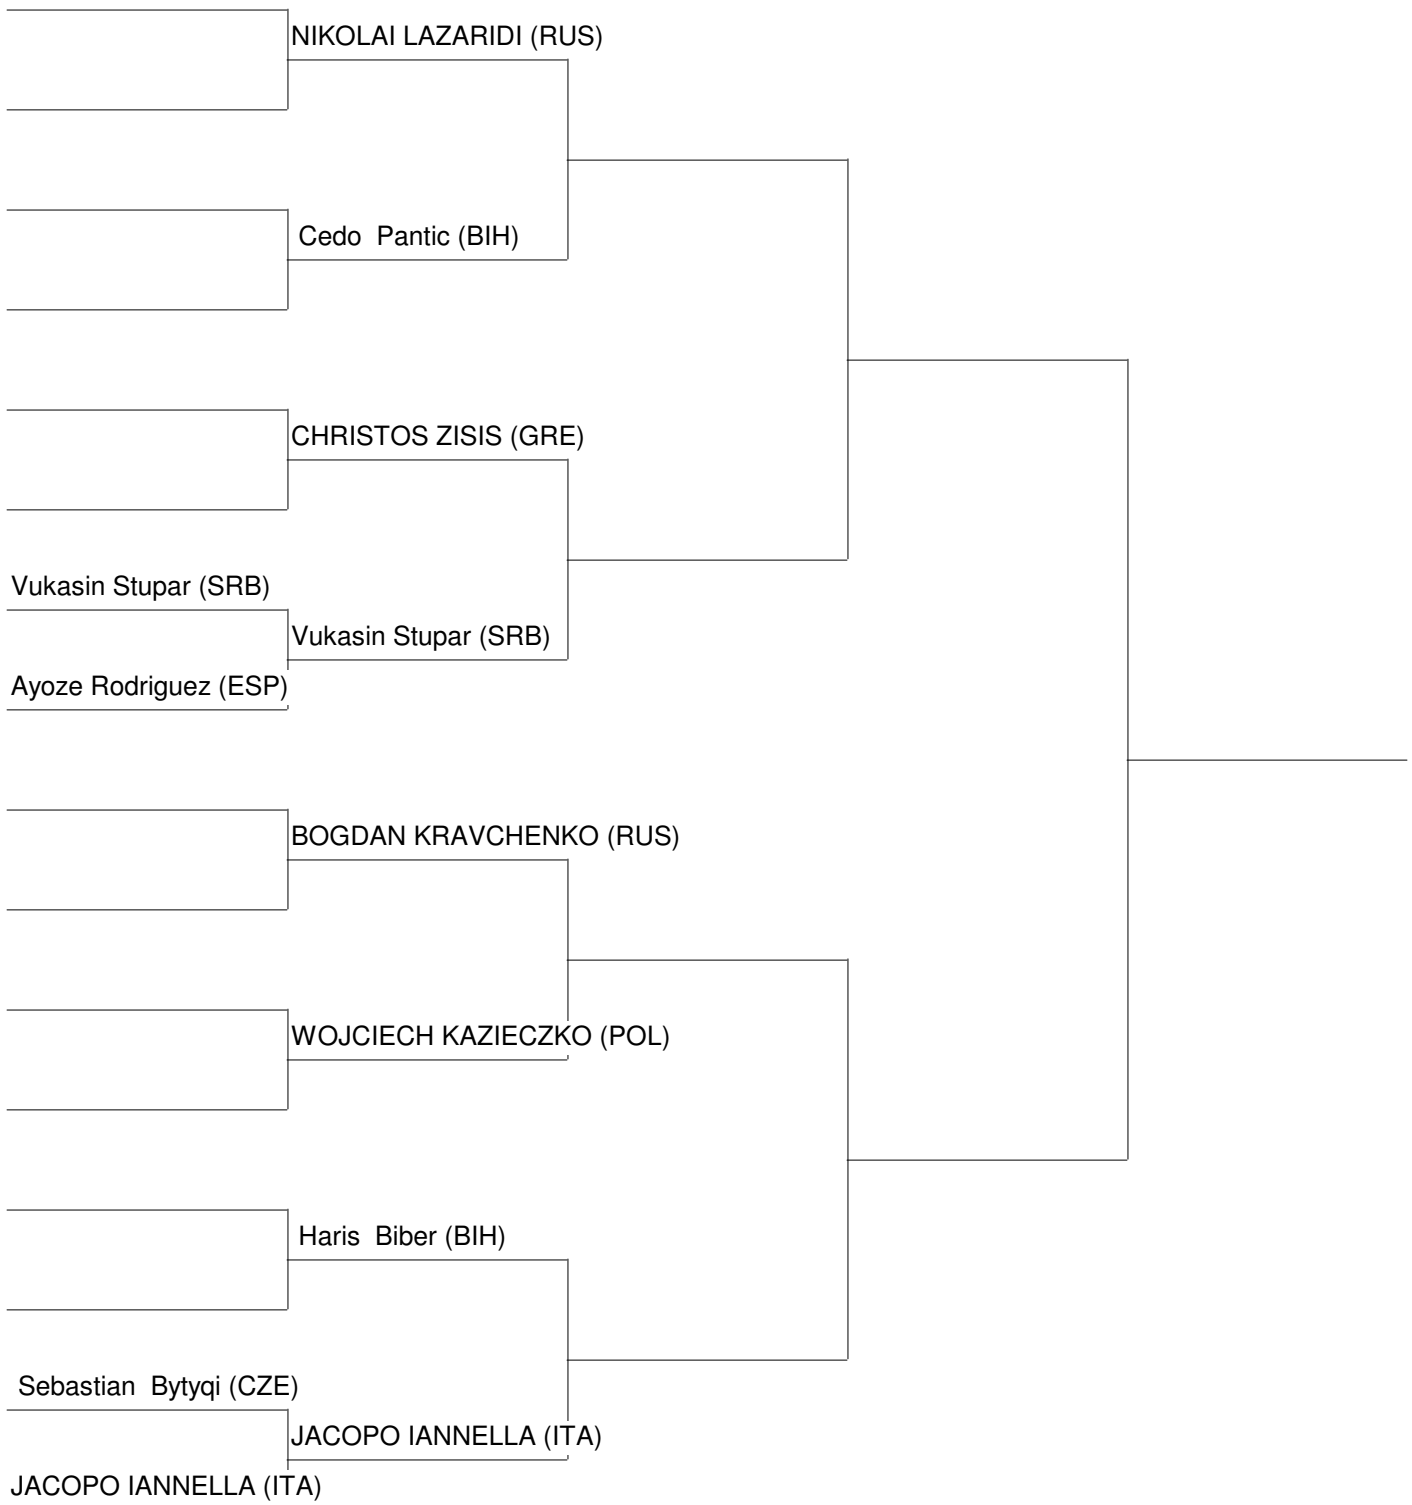 NIKOLAI LAZARIDI (RUS)
Cedo  Pantic (BIH)
CHRISTOS ZISIS (GRE)
Vukasin Stupar (SRB)
Vukasin Stupar (SRB)
Ayoze Rodriguez (ESP)
BOGDAN KRAVCHENKO (RUS)
WOJCIECH KAZIECZKO (POL)
Haris  Biber (BIH)
Sebastian  Bytyqi (CZE)
JACOPO IANNELLA (ITA)
JACOPO IANNELLA (ITA)